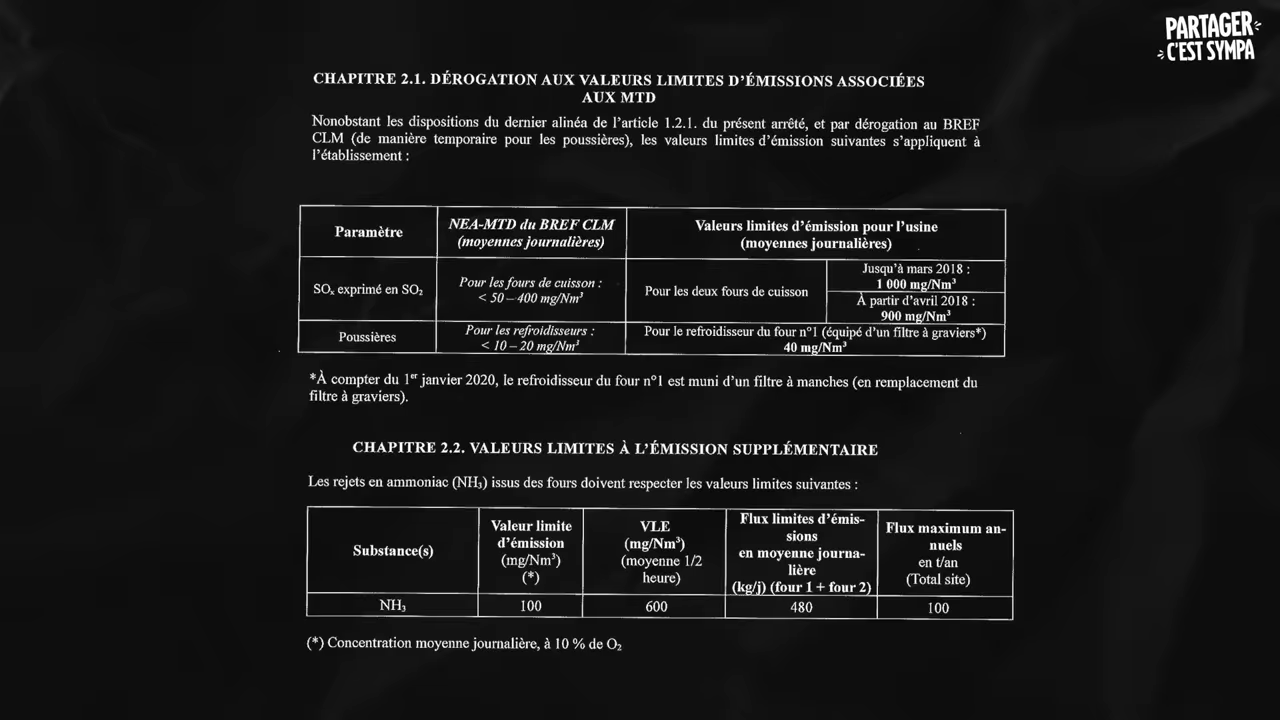 PARTAGER
C'EST SYMPA
CHAPITRE 2.1. DÉROGATION AUX VALEURS LIMITES D'ÉMISSIONS ASSOCIÉES
AUX MTD
Nonobstant les dispositions du dernier alinéa de l'article 1.2.1. du présent arrêté, et par dérogation au BREF
CLM (de manière temporaire pour les poussières), les valeurs limites d'émission suivantes s'appliquent à
l'établissement :
Paramètre
NEA-MTD du BREF CLM
(moyennes journalières)
Valeurs limites d'émission pour l'usine
(moyennes journalières)
SOₓ exprimé en SO₂
Pour les fours de cuisson :
< 50 – 400 mg/Nm³
Pour les deux fours de cuisson
Jusqu'à mars 2018 :
1 000 mg/Nm³
À partir d'avril 2018 :
900 mg/Nm³
Poussières
Pour les refroidisseurs :
< 10 – 20 mg/Nm³
Pour le refroidisseur du four n°1 (équipé d'un filtre à graviers*)
40 mg/Nm³
*À compter du 1er janvier 2020, le refroidisseur du four n°1 est muni d'un filtre à manches (en remplacement du
filtre à graviers).
CHAPITRE 2.2. VALEURS LIMITES À L'ÉMISSION SUPPLÉMENTAIRE
Les rejets en ammoniac (NH₃) issus des fours doivent respecter les valeurs limites suivantes :
Substance(s)
Valeur limite
d'émission
(mg/Nm³)
(*)
VLE
(mg/Nm³)
(moyenne 1/2
heure)
Flux limites d'émis-
sions
en moyenne journa-
lière
(kg/j) (four 1 + four 2)
Flux maximum an-
nuels
en t/an
(Total site)
NH₃
100
600
480
100
(*) Concentration moyenne journalière, à 10 % de O₂